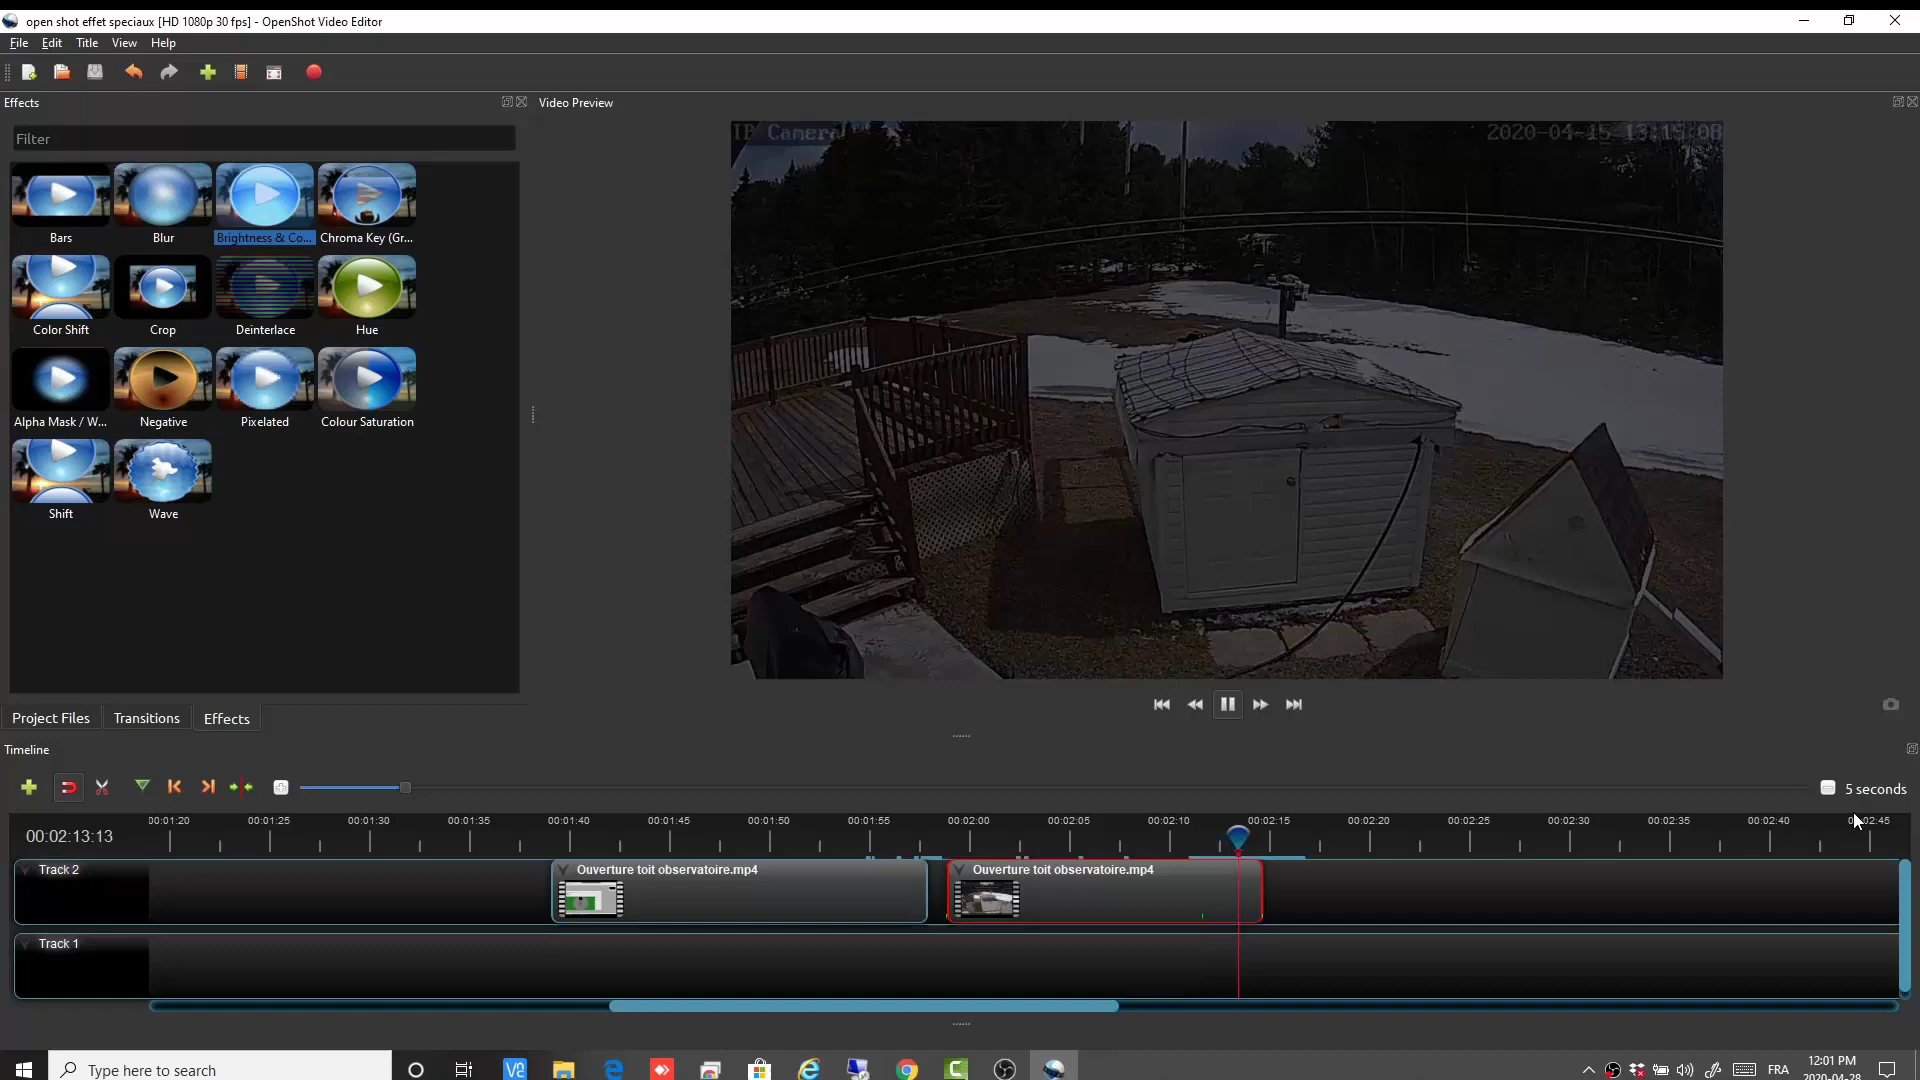 open shot effet speciaux [HD 1080p 30 fps] - OpenShot Video Editor
File Edit Title View Help
Effects
Video Preview
Filter
IP Camera
2020-04-15 13:15:08
Bars
Blur
Brightness & Co...
Chroma Key (Gr...
Color Shift
Crop
Deinterlace
Hue
Alpha Mask / W...
Negative
Pixelated
Colour Saturation
Shift
Wave
Project Files
Transitions
Effects
Timeline
5 seconds
00:02:13:13
00:01:20 00:01:25 00:01:30 00:01:35 00:01:40 00:01:45 00:01:50 00:01:55 00:02:00 00:02:05 00:02:10 00:02:15 00:02:20 00:02:25 00:02:30 00:02:35 00:02:40 00:02:45
Track 2
Ouverture toit observatoire.mp4
Ouverture toit observatoire.mp4
Track 1
Type here to search
FRA
12:01 PM
2020-04-28